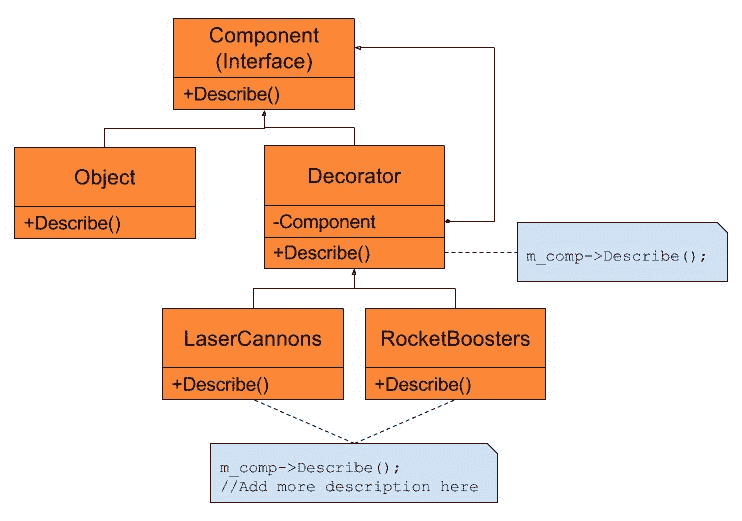 Component
(Interface)
+Describe()
Object
+Describe()
Decorator
-Component
+Describe()
m_comp->Describe();
LaserCannons
+Describe()
RocketBoosters
+Describe()
m_comp->Describe();
//Add more description here